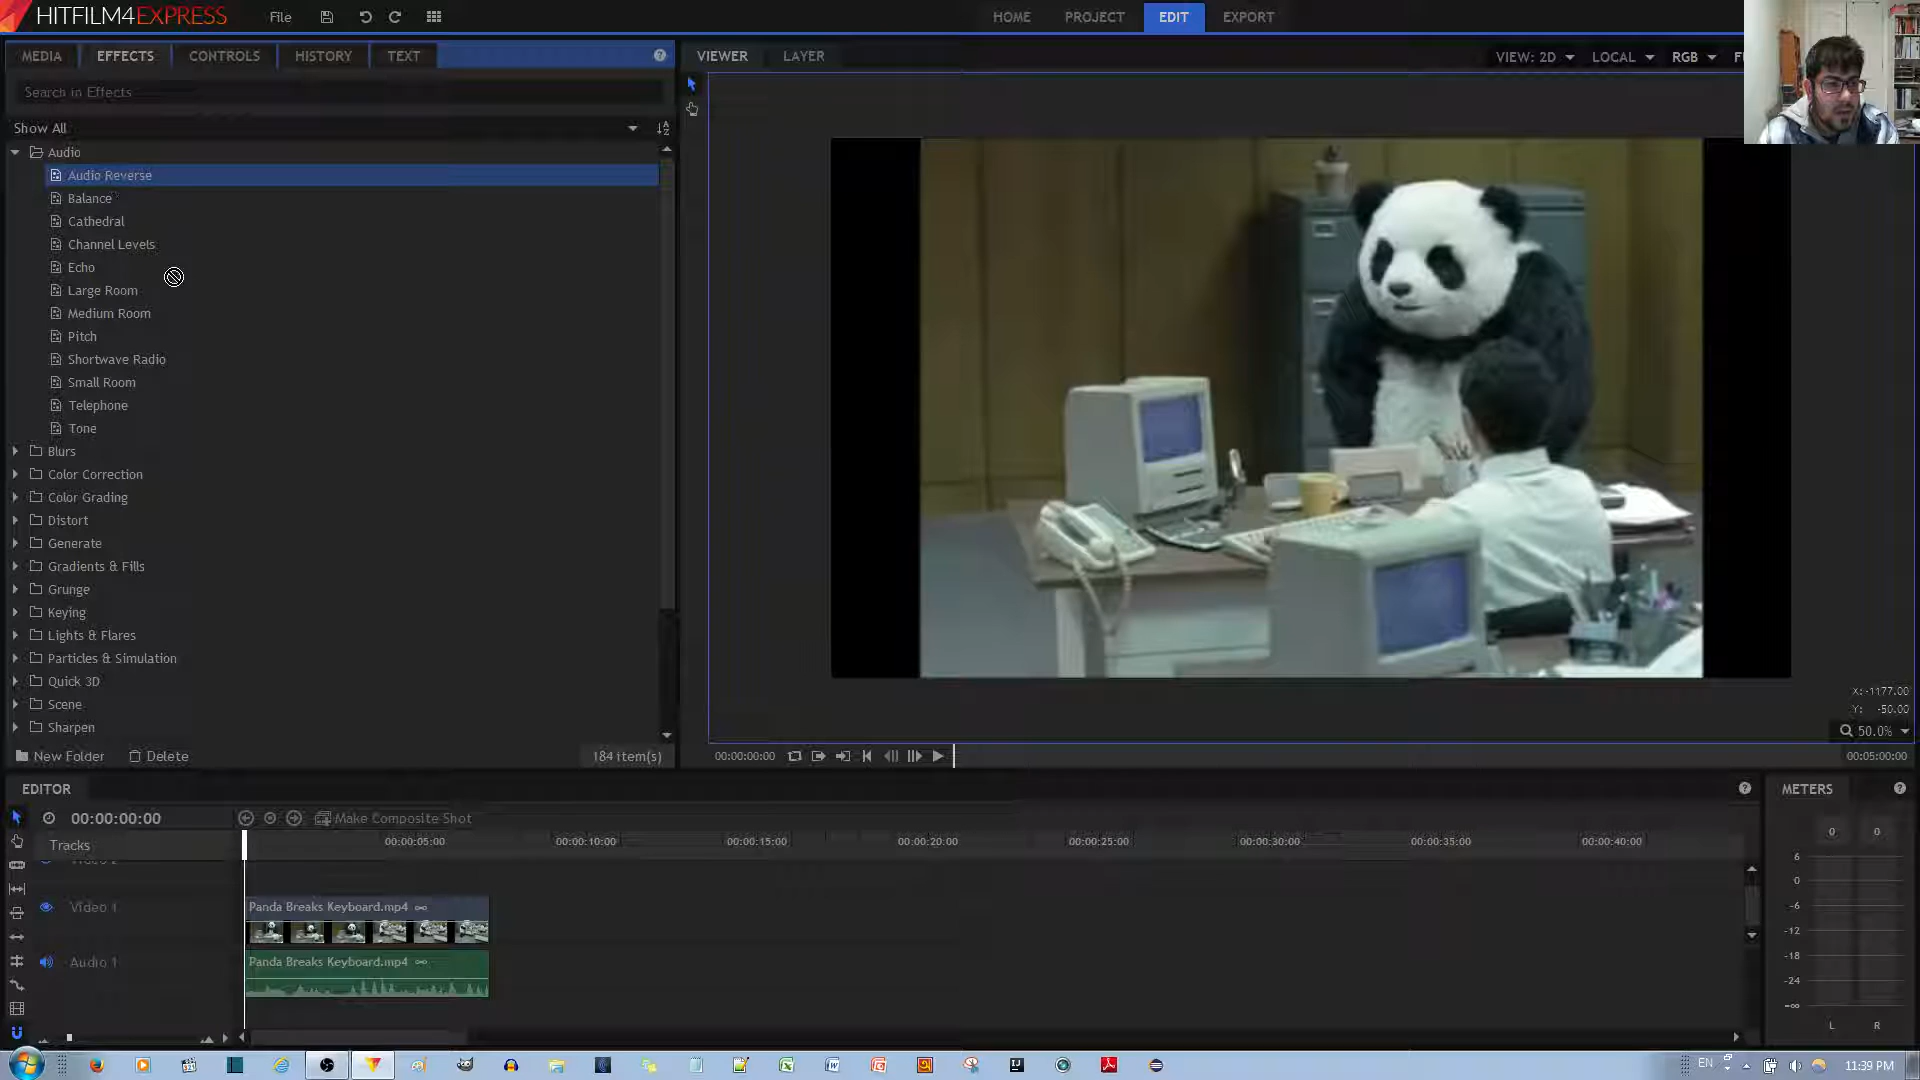 HITFILM4EXPRESS File HOME PROJECT EDIT EXPORT
MEDIA EFFECTS CONTROLS HISTORY TEXT
VIEWER LAYER VIEW: 2D LOCAL RGB
Search in Effects
Show All
Audio
Audio Reverse
Balance
Cathedral
Channel Levels
Echo
Large Room
Medium Room
Pitch
Shortwave Radio
Small Room
Telephone
Tone
Blurs
Color Correction
Color Grading
Distort
Generate
Gradients & Fills
Grunge
Keying
Lights & Flares
Particles & Simulation
Quick 3D
Scene
Sharpen
New Folder Delete 184 item(s)
X:-1177.00
Y: -50.00
50.0%
00:00:00:00 00:05:00:00
EDITOR
00:00:00:00 Make Composite Shot
Tracks 00:00:05:00 00:00:10:00 00:00:15:00 00:00:20:00 00:00:25:00 00:00:30:00 00:00:35:00 00:00:40:00
Video 1 Panda Breaks Keyboard.mp4
Audio 1 Panda Breaks Keyboard.mp4
METERS
0 0
6
0
-6
-12
-18
-24
-∞
L R
EN 11:39 PM